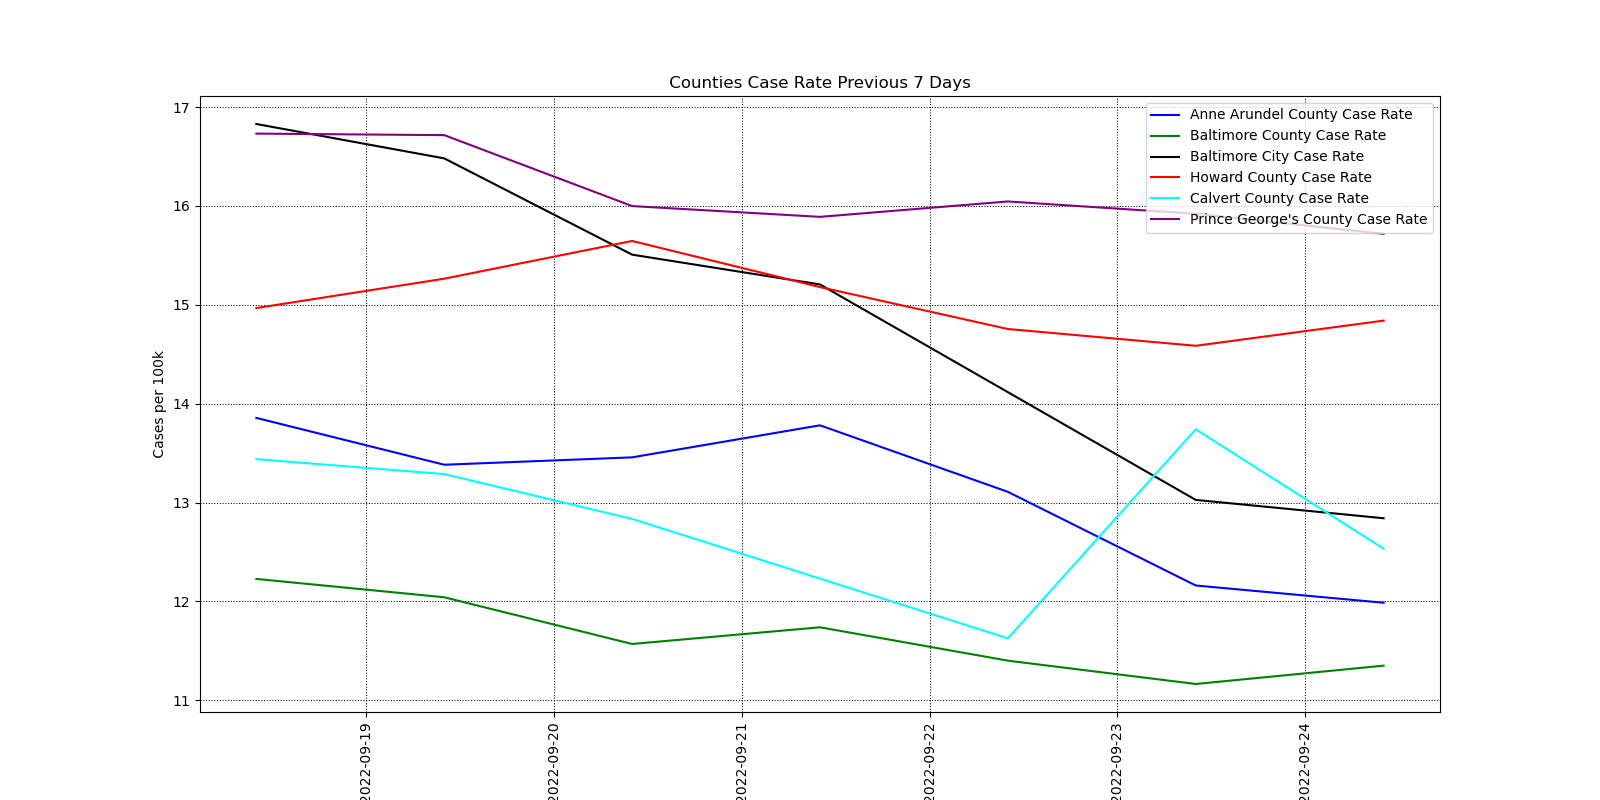 Counties Case Rate Previous 7 Days
17
16
15
14
13
12
11
Cases per 100k
Anne Arundel County Case Rate
Baltimore County Case Rate
Baltimore City Case Rate
Howard County Case Rate
Calvert County Case Rate
Prince George's County Case Rate
2022-09-19
2022-09-20
2022-09-21
2022-09-22
2022-09-23
2022-09-24